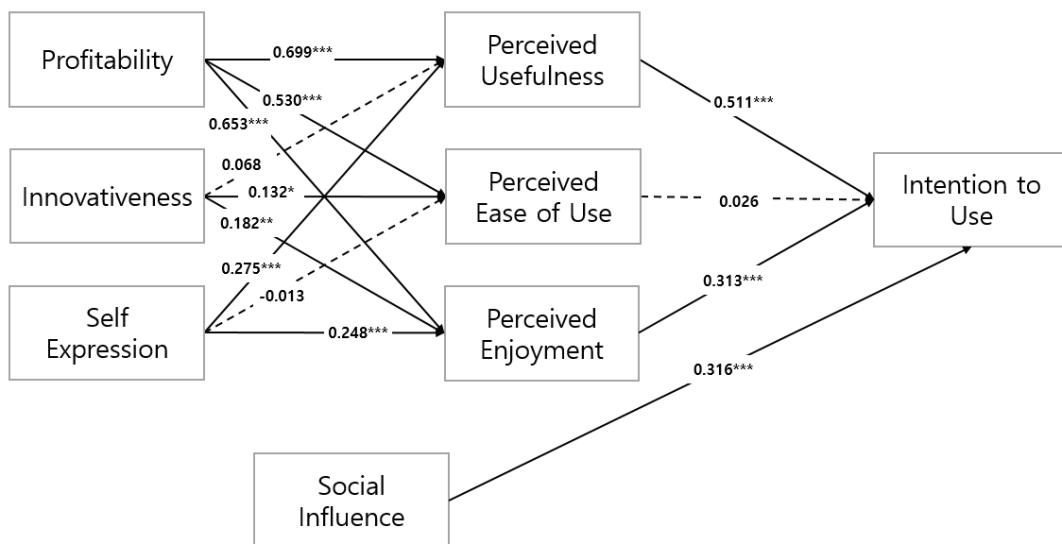 Profitability
Innovativeness
Self
Expression
0.699***
0.530***
0.653***
0.068
0.132*
0.182**
0.275***
-0.013
0.248***
Perceived
Usefulness
Perceived
Ease of Use
Perceived
Enjoyment
Social
Influence
0.511***
0.026
0.313***
0.316***
Intention to
Use